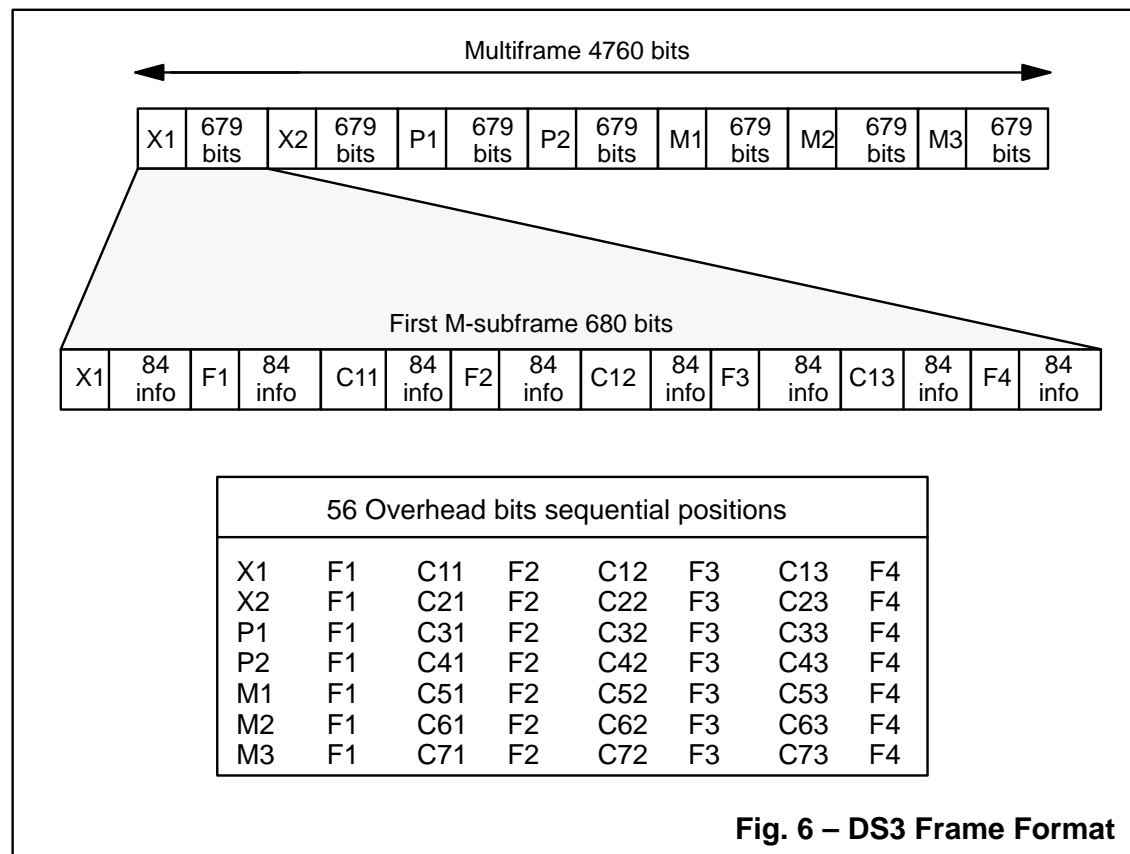 Multiframe 4760 bits
X1 679 bits X2 679 bits P1 679 bits P2 679 bits M1 679 bits M2 679 bits M3 679 bits
First M-subframe 680 bits
X1 84 info F1 84 info C11 84 info F2 84 info C12 84 info F3 84 info C13 84 info F4 84 info
56 Overhead bits sequential positions
X1 F1 C11 F2 C12 F3 C13 F4
X2 F1 C21 F2 C22 F3 C23 F4
P1 F1 C31 F2 C32 F3 C33 F4
P2 F1 C41 F2 C42 F3 C43 F4
M1 F1 C51 F2 C52 F3 C53 F4
M2 F1 C61 F2 C62 F3 C63 F4
M3 F1 C71 F2 C72 F3 C73 F4
Fig. 6 – DS3 Frame Format